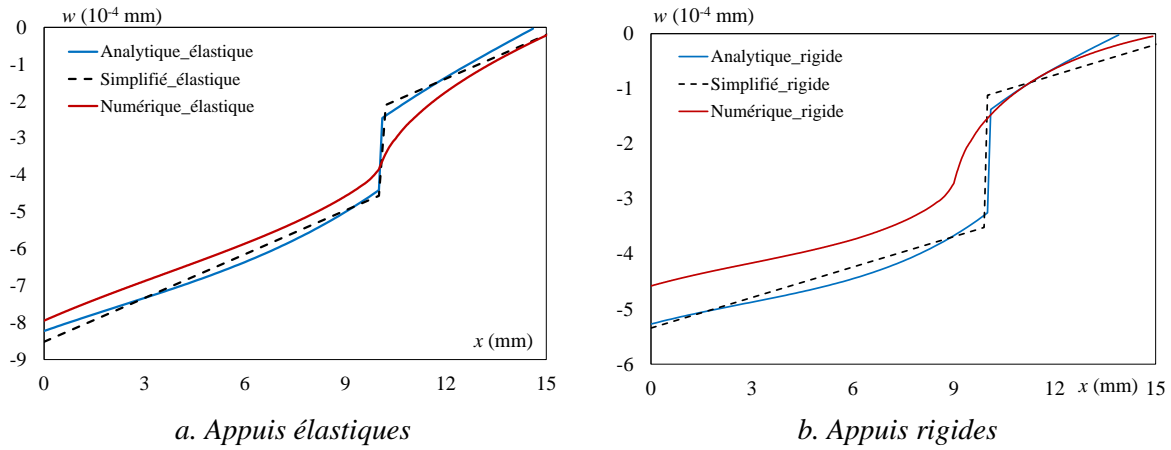 w (10-4 mm)
0
-1
-2
-3
-4
-5
-6
-7
-8
-9
Analytique_élastique
Simplifié_élastique
Numérique_élastique
x (mm)
0 3 6 9 12 15
a. Appuis élastiques
w (10-4 mm)
0
-1
-2
-3
-4
-5
-6
Analytique_rigide
Simplifié_rigide
Numérique_rigide
0 3 6 9 12 x (mm) 15
b. Appuis rigides